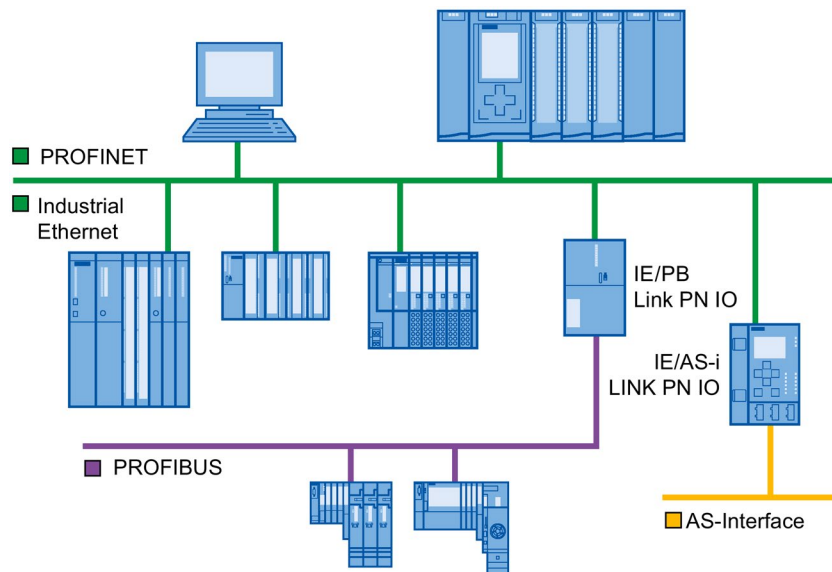 PROFINET
Industrial
Ethernet
IE/PB
Link PN IO
IE/AS-i
LINK PN IO
PROFIBUS
AS-Interface